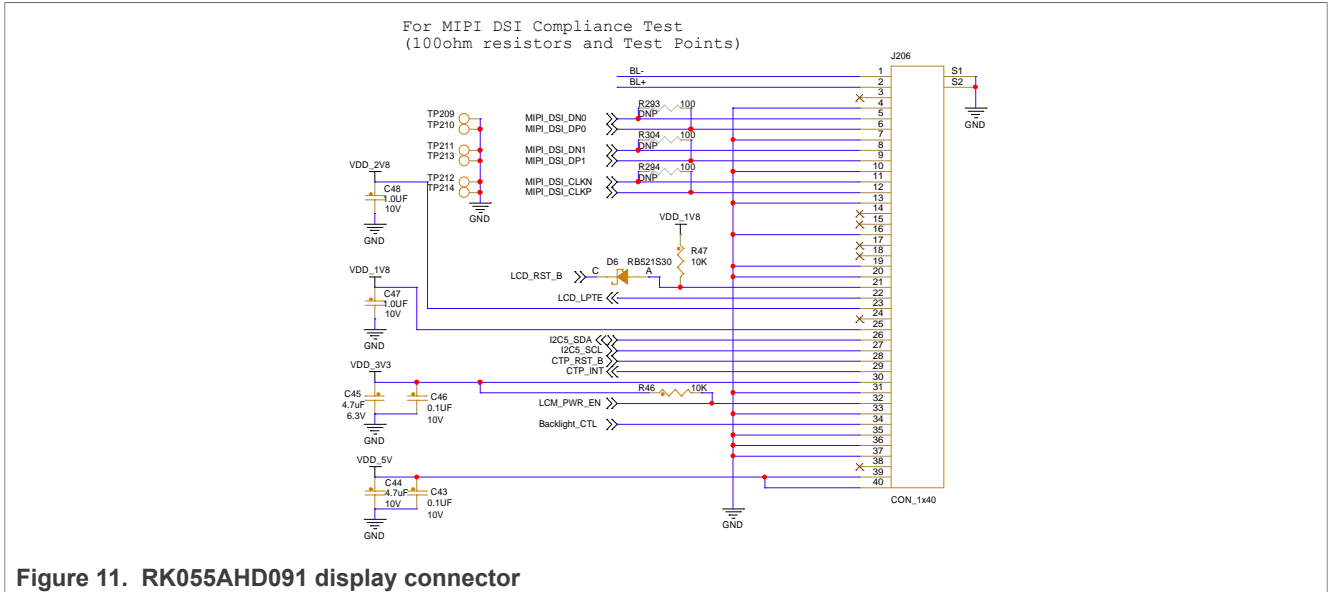 For MIPI DSI Compliance Test
(100ohm resistors and Test Points)
J206
BL- 1 S1
BL+ 2 S2
3
R293 100 4
TP209 MIPI_DSI_DN0 DNP 5
TP210 MIPI_DSI_DP0 6
GND
R304 100 7
TP211 MIPI_DSI_DN1 DNP 8
TP213 MIPI_DSI_DP1 9
VDD_2V8
R294 100 10
TP212 MIPI_DSI_CLKN DNP 11
TP214 MIPI_DSI_CLKP 12
C48
1.0UF
10V
GND
13
GND
14
15
VDD_1V8
16
17
R47
10K
18
D6 RB521S30
19
VDD_1V8
LCD_RST_B C A 20
21
C47
1.0UF
10V
LCD_LPTE 22
23
24
25
GND
I2C5_SDA 26
I2C5_SCL 27
CTP_RST_B 28
CTP_INT 29
VDD_3V3
30
R46 10K 31
C45
4.7uF
6.3V
C46
0.1UF
10V
LCM_PWR_EN 32
33
Backlight_CTL 34
GND
35
36
37
VDD_5V
38
39
40
C44
4.7uF
10V
C43
0.1UF
10V
CON_1x40
GND
GND
Figure 11. RK055AHD091 display connector